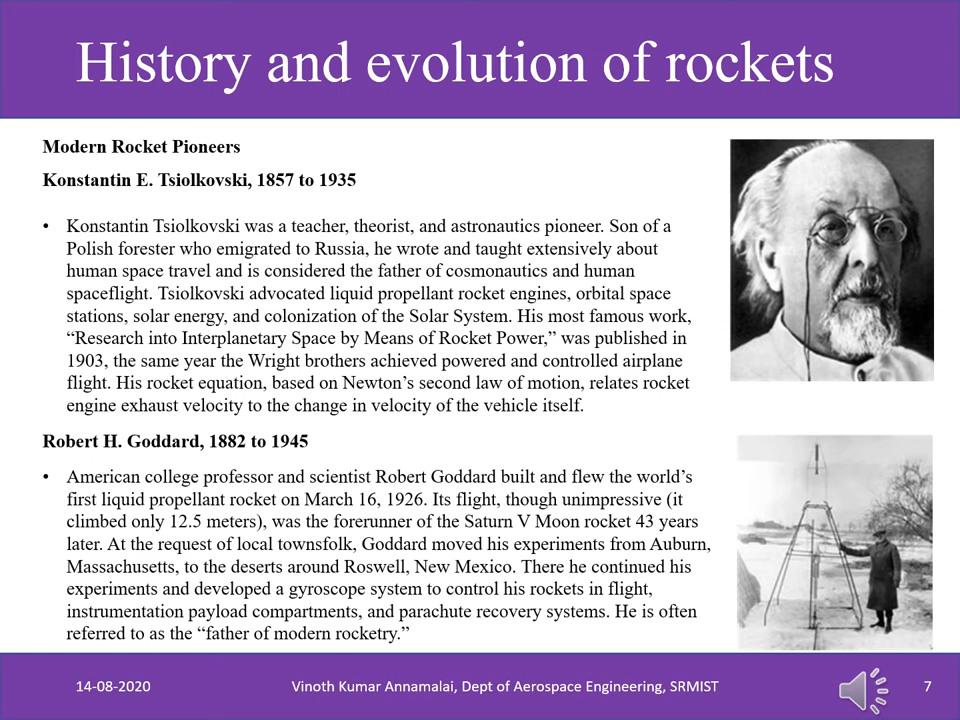 History and evolution of rockets
Modern Rocket Pioneers
Konstantin E. Tsiolkovski, 1857 to 1935
• Konstantin Tsiolkovski was a teacher, theorist, and astronautics pioneer. Son of a
Polish forester who emigrated to Russia, he wrote and taught extensively about
human space travel and is considered the father of cosmonautics and human
spaceflight. Tsiolkovski advocated liquid propellant rocket engines, orbital space
stations, solar energy, and colonization of the Solar System. His most famous work,
“Research into Interplanetary Space by Means of Rocket Power,” was published in
1903, the same year the Wright brothers achieved powered and controlled airplane
flight. His rocket equation, based on Newton’s second law of motion, relates rocket
engine exhaust velocity to the change in velocity of the vehicle itself.
Robert H. Goddard, 1882 to 1945
• American college professor and scientist Robert Goddard built and flew the world’s
first liquid propellant rocket on March 16, 1926. Its flight, though unimpressive (it
climbed only 12.5 meters), was the forerunner of the Saturn V Moon rocket 43 years
later. At the request of local townsfolk, Goddard moved his experiments from Auburn,
Massachusetts, to the deserts around Roswell, New Mexico. There he continued his
experiments and developed a gyroscope system to control his rockets in flight,
instrumentation payload compartments, and parachute recovery systems. He is often
referred to as the “father of modern rocketry.”
14-08-2020 Vinoth Kumar Annamalai, Dept of Aerospace Engineering, SRMIST 7